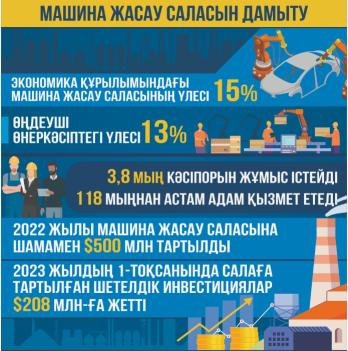 МАШИНА ЖАСАУ САЛАСЫН ДАМЫТУ
ЭКОНОМИКА ҚҰРЫЛЫМЫНДАҒЫ
МАШИНА ЖАСАУ САЛАСЫНЫҢ ҮЛЕСІ 15%
ӨҢДЕУШІ
ӨНЕРКӘСІПТЕГІ ҮЛЕСІ 13%
3,8 МЫҢ КӘСІПОРЫН ЖҰМЫС ІСТЕЙДІ
118 МЫҢНАН АСТАМ АДАМ ҚЫЗМЕТ ЕТЕДІ
2022 ЖЫЛЫ МАШИНА ЖАСАУ САЛАСЫНА
ШАМАМЕН $500 МЛН ТАРТЫЛДЫ
2023 ЖЫЛДЫҢ 1-ТОҚСАНЫНДА САЛАҒА
ТАРТЫЛҒАН ШЕТЕЛДІК ИНВЕСТИЦИЯЛАР
$208 МЛН-ҒА ЖЕТТІ